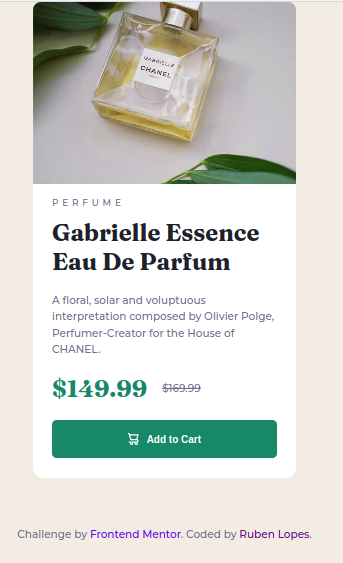 GABRIELLE
CHANEL
PARIS
PERFUME
Gabrielle Essence
Eau De Parfum
A floral, solar and voluptuous
interpretation composed by Olivier Polge,
Perfumer-Creator for the House of
CHANEL.
$149.99 $169.99
Add to Cart
Challenge by Frontend Mentor. Coded by Ruben Lopes.